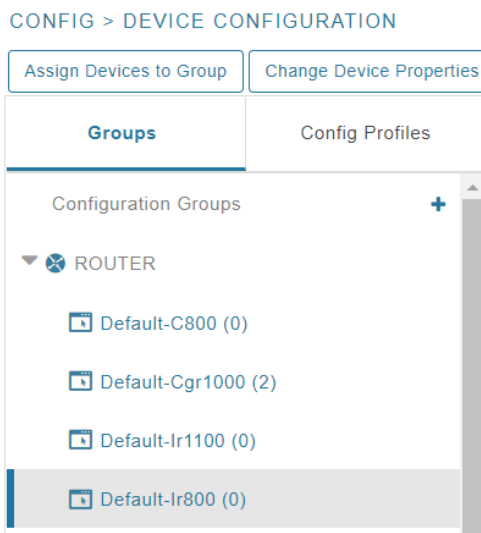 CONFIG > DEVICE CONFIGURATION
Assign Devices to Group
Change Device Properties
Groups
Config Profiles
Configuration Groups
ROUTER
Default-C800 (0)
Default-Cgr1000 (2)
Default-Ir1100 (0)
Default-Ir800 (0)